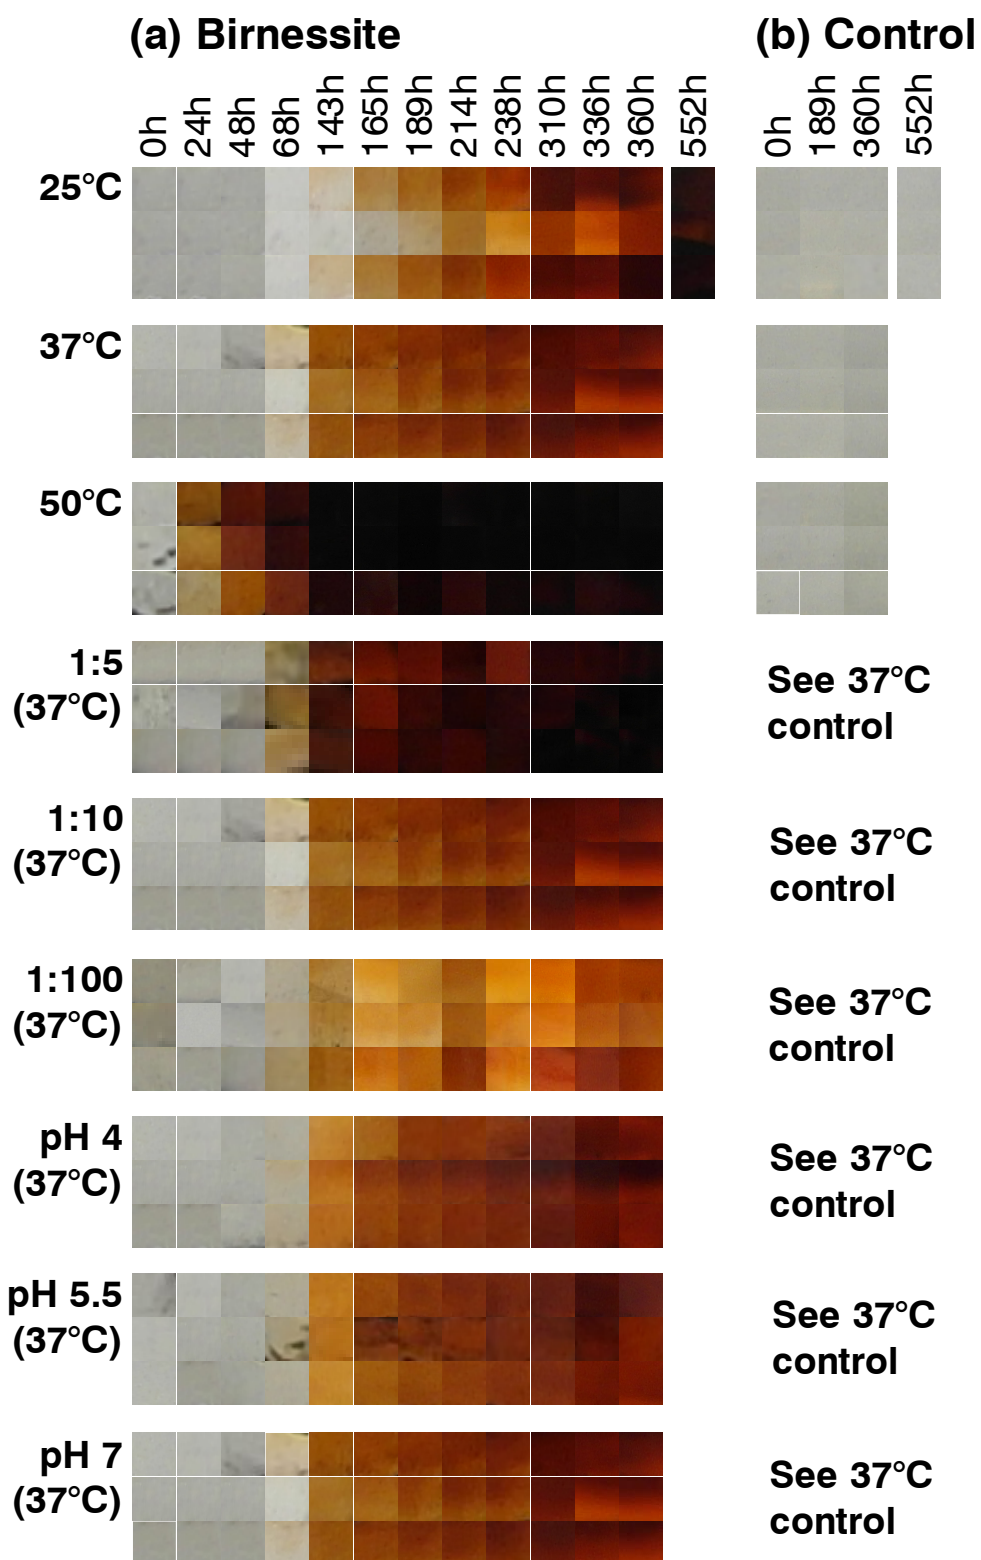 (a) Birnessite (b) Control
0h 24h 48h 68h 143h 165h 189h 214h 238h 310h 336h 360h 552h 0h 189h 360h 552h
25°C
37°C
50°C
1:5
(37°C)
See 37°C
control
1:10
(37°C)
See 37°C
control
1:100
(37°C)
See 37°C
control
pH 4
(37°C)
See 37°C
control
pH 5.5
(37°C)
See 37°C
control
pH 7
(37°C)
See 37°C
control